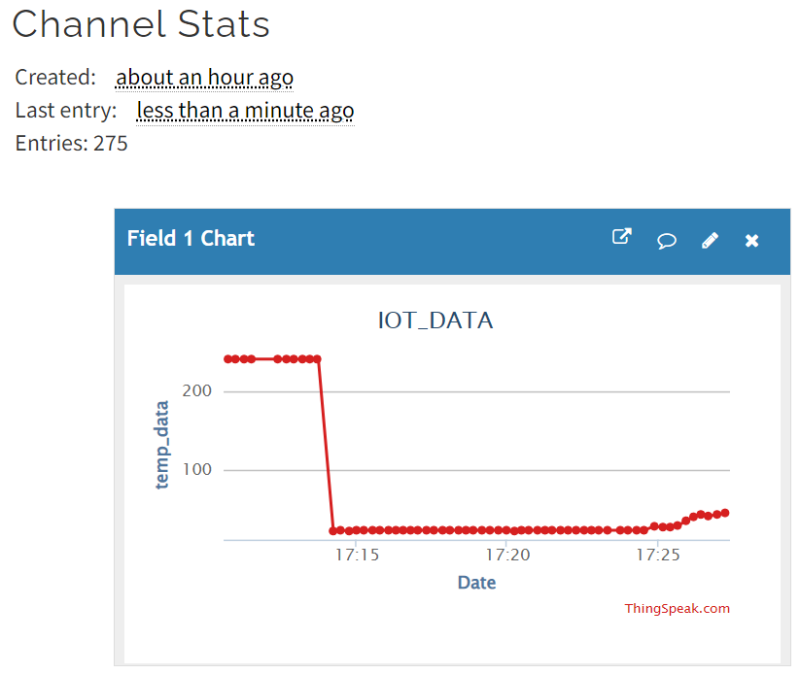 Channel Stats
Created: about an hour ago
Last entry: less than a minute ago
Entries: 275
Field 1 Chart
IOT_DATA
temp_data
200
100
17:15 17:20 17:25
Date
ThingSpeak.com